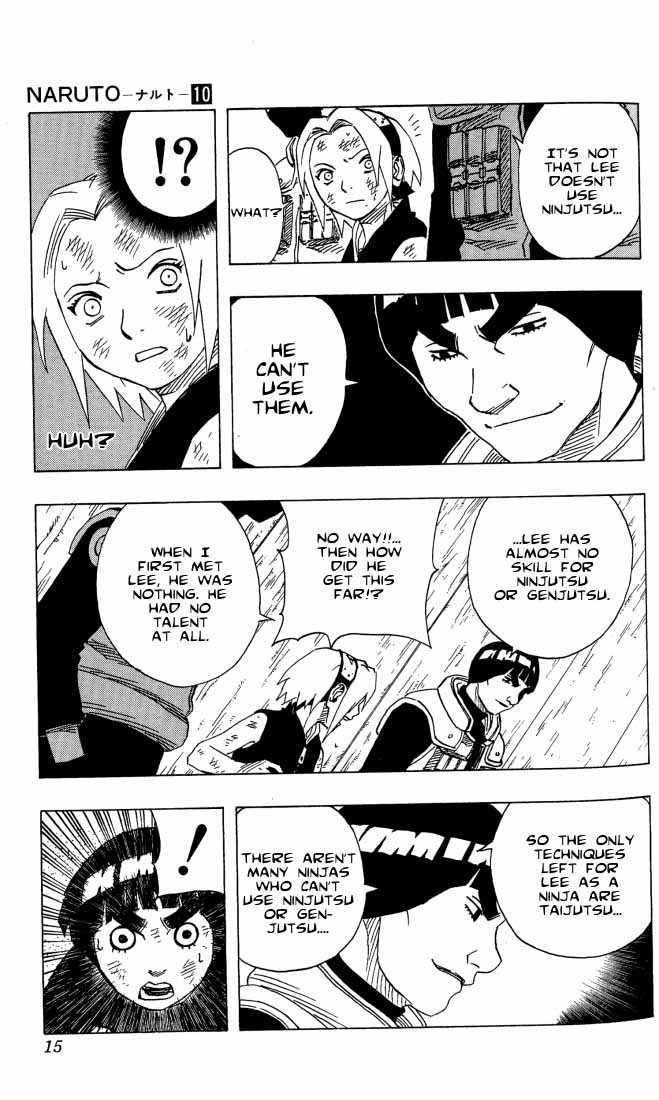 NARUTO－ナルト－10
IT'S NOT
THAT LEE
DOESN'T
USE
NINJUTSU...
WHAT?
!?
HUH?
HE
CAN'T
USE
THEM.
...LEE HAS
ALMOST NO
SKILL FOR
NINJUTSU
OR GENJUTSU.
NO WAY!!...
THEN HOW
DID HE
GET THIS
FAR!?
WHEN I
FIRST MET
LEE, HE WAS
NOTHING. HE
HAD NO
TALENT
AT ALL.
SO THE ONLY
TECHNIQUES
LEFT FOR
LEE AS A
NINJA ARE
TAIJUTSU...
THERE AREN'T
MANY NINJAS
WHO CAN'T
USE NINJUTSU
OR GEN-
JUTSU....
!
15